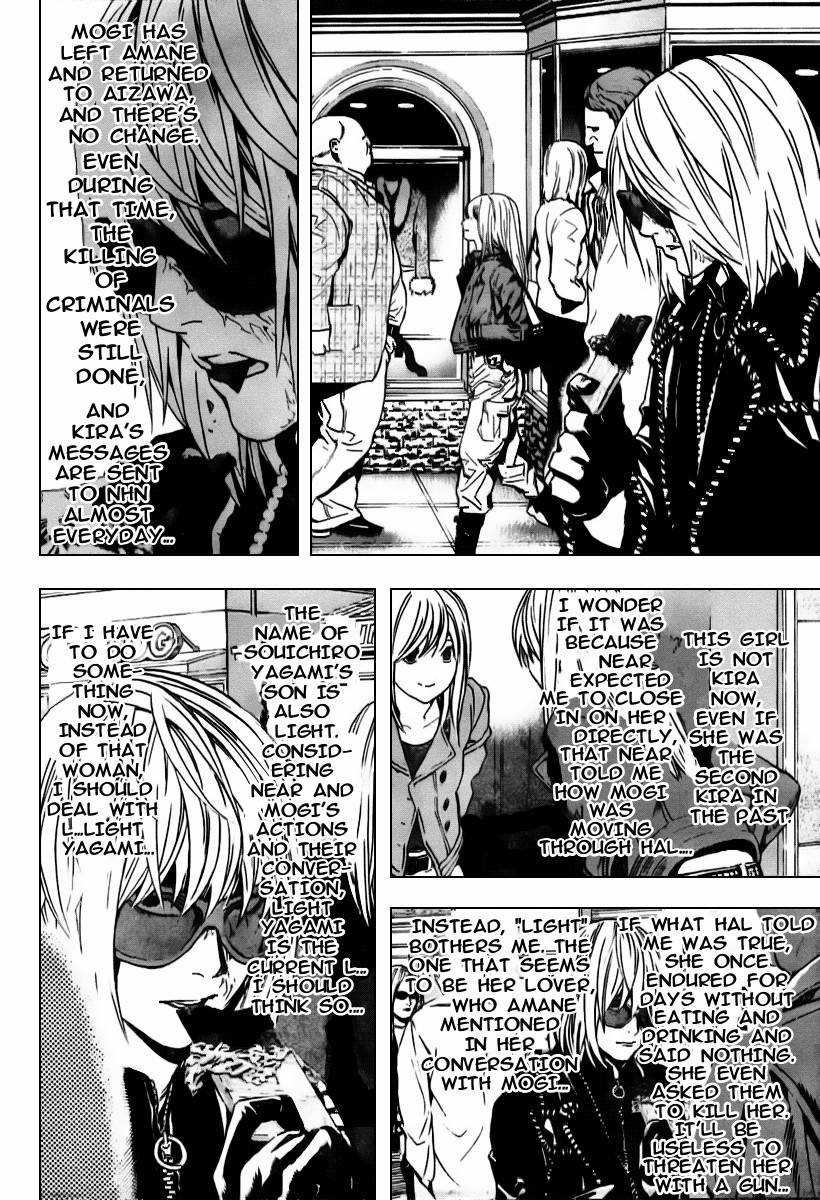 MOGI HAS
LEFT AMANE
AND RETURNED
TO AIZAWA,
AND THERE'S
NO CHANGE.
EVEN
DURING
THAT TIME,
THE
KILLING
OF
CRIMINALS
WERE
STILL
DONE,
AND
KIRA'S
MESSAGES
ARE SENT
TO NHN
ALMOST
EVERYDAY...
THIS GIRL
IS NOT
KIRA
NOW,
EVEN IF
SHE WAS
THE
SECOND
KIRA IN
THE PAST.
I WONDER
IF IT WAS
BECAUSE
NEAR
EXPECTED
ME TO CLOSE
IN ON HER
DIRECTLY,
THAT NEAR
TOLD ME
HOW MOGI
WAS
MOVING
THROUGH HAL....
IF WHAT HAL TOLD
ME WAS TRUE,
SHE ONCE
ENDURED FOR
DAYS WITHOUT
EATING AND
DRINKING AND
SAID NOTHING.
SHE EVEN
ASKED THEM
TO KILL HER.
IT'LL BE
USELESS TO
THREATEN HER
WITH A GUN...
INSTEAD, "LIGHT"
BOTHERS ME. THE
ONE THAT SEEMS
TO BE HER LOVER,
WHO AMANE
MENTIONED
IN HER
CONVERSATION
WITH MOGI...
THE
NAME OF
SOUICHIRO
YAGAMI'S
SON IS
ALSO
LIGHT.
CONSID-
ERING
NEAR AND
MOGI'S
ACTIONS
AND THEIR
CONVER-
SATION,
LIGHT
YAGAMI
IS THE
CURRENT L...
I SHOULD
THINK SO....
IF I HAVE
TO DO
SOME-
THING
NOW,
INSTEAD
OF THAT
WOMAN,
I SHOULD
DEAL WITH
L...LIGHT
YAGAMI...